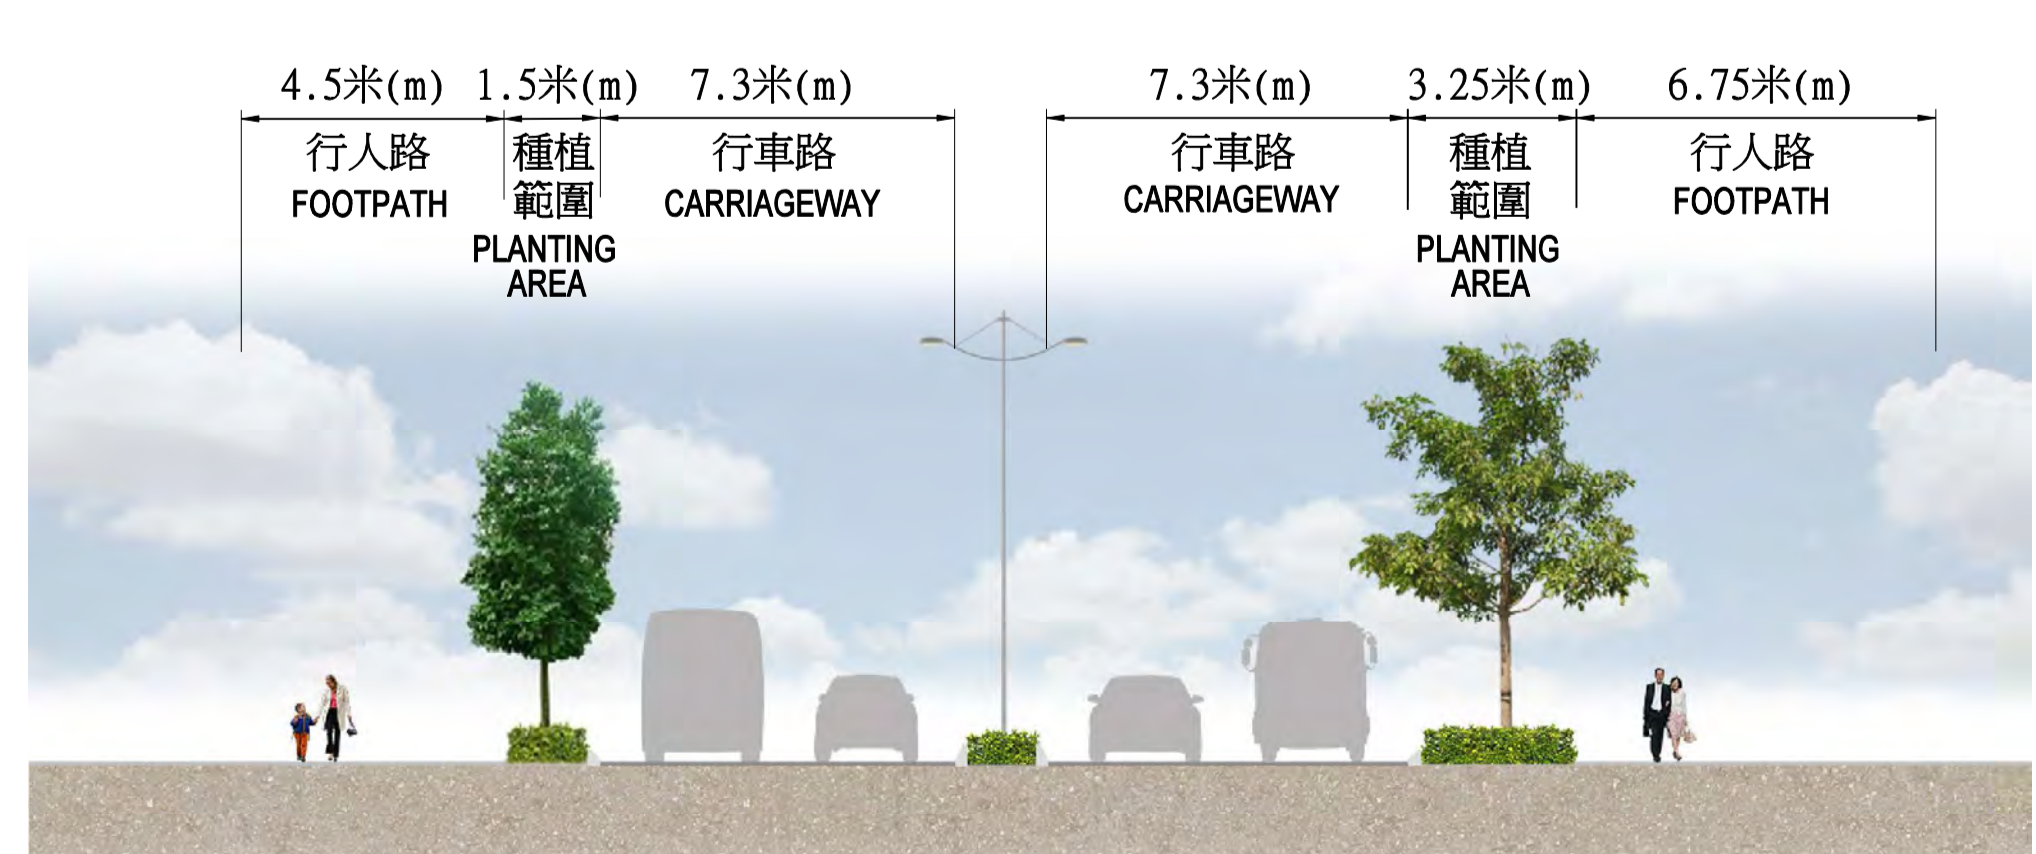 4.5米(m) 1.5米(m) 7.3米(m) 7.3米(m) 3.25米(m) 6.75米(m)
行人路
FOOTPATH
種植
範圍
PLANTING
AREA
行車路
CARRIAGEWAY
行車路
CARRIAGEWAY
種植
範圍
PLANTING
AREA
行人路
FOOTPATH